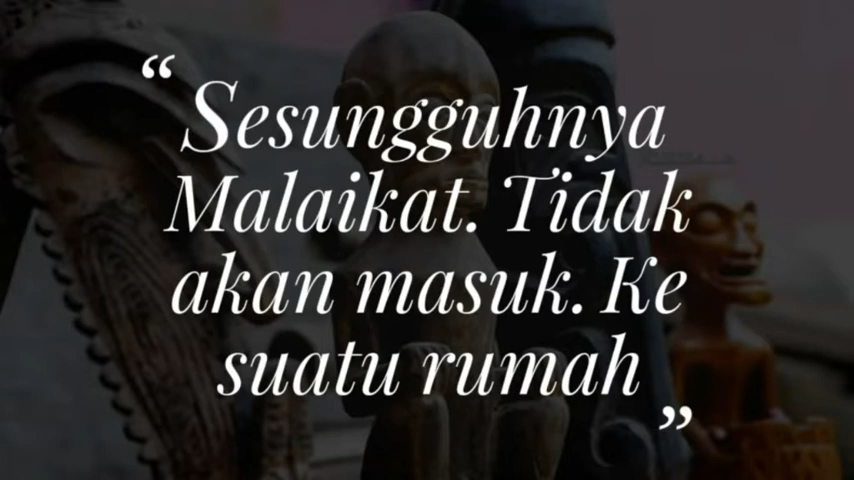 “ Sesungguhnya
Malaikat. Tidak
akan masuk. Ke
suatu rumah ”